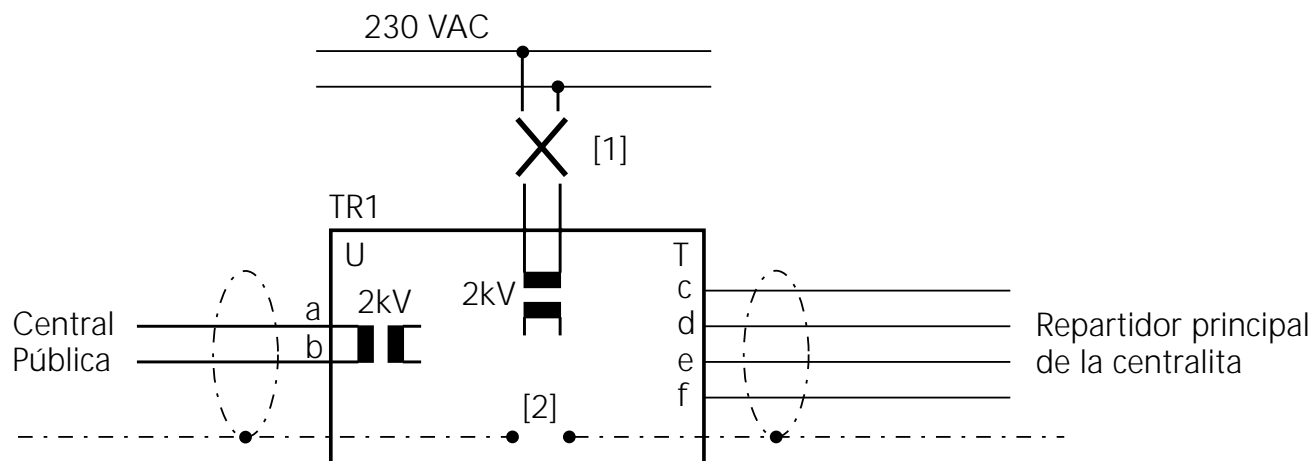 230 VAC
[1]
TR1
U
T
2kV
2kV
a
b
c
d
e
f
Central
Pública
Repartidor principal
de la centralita
[2]